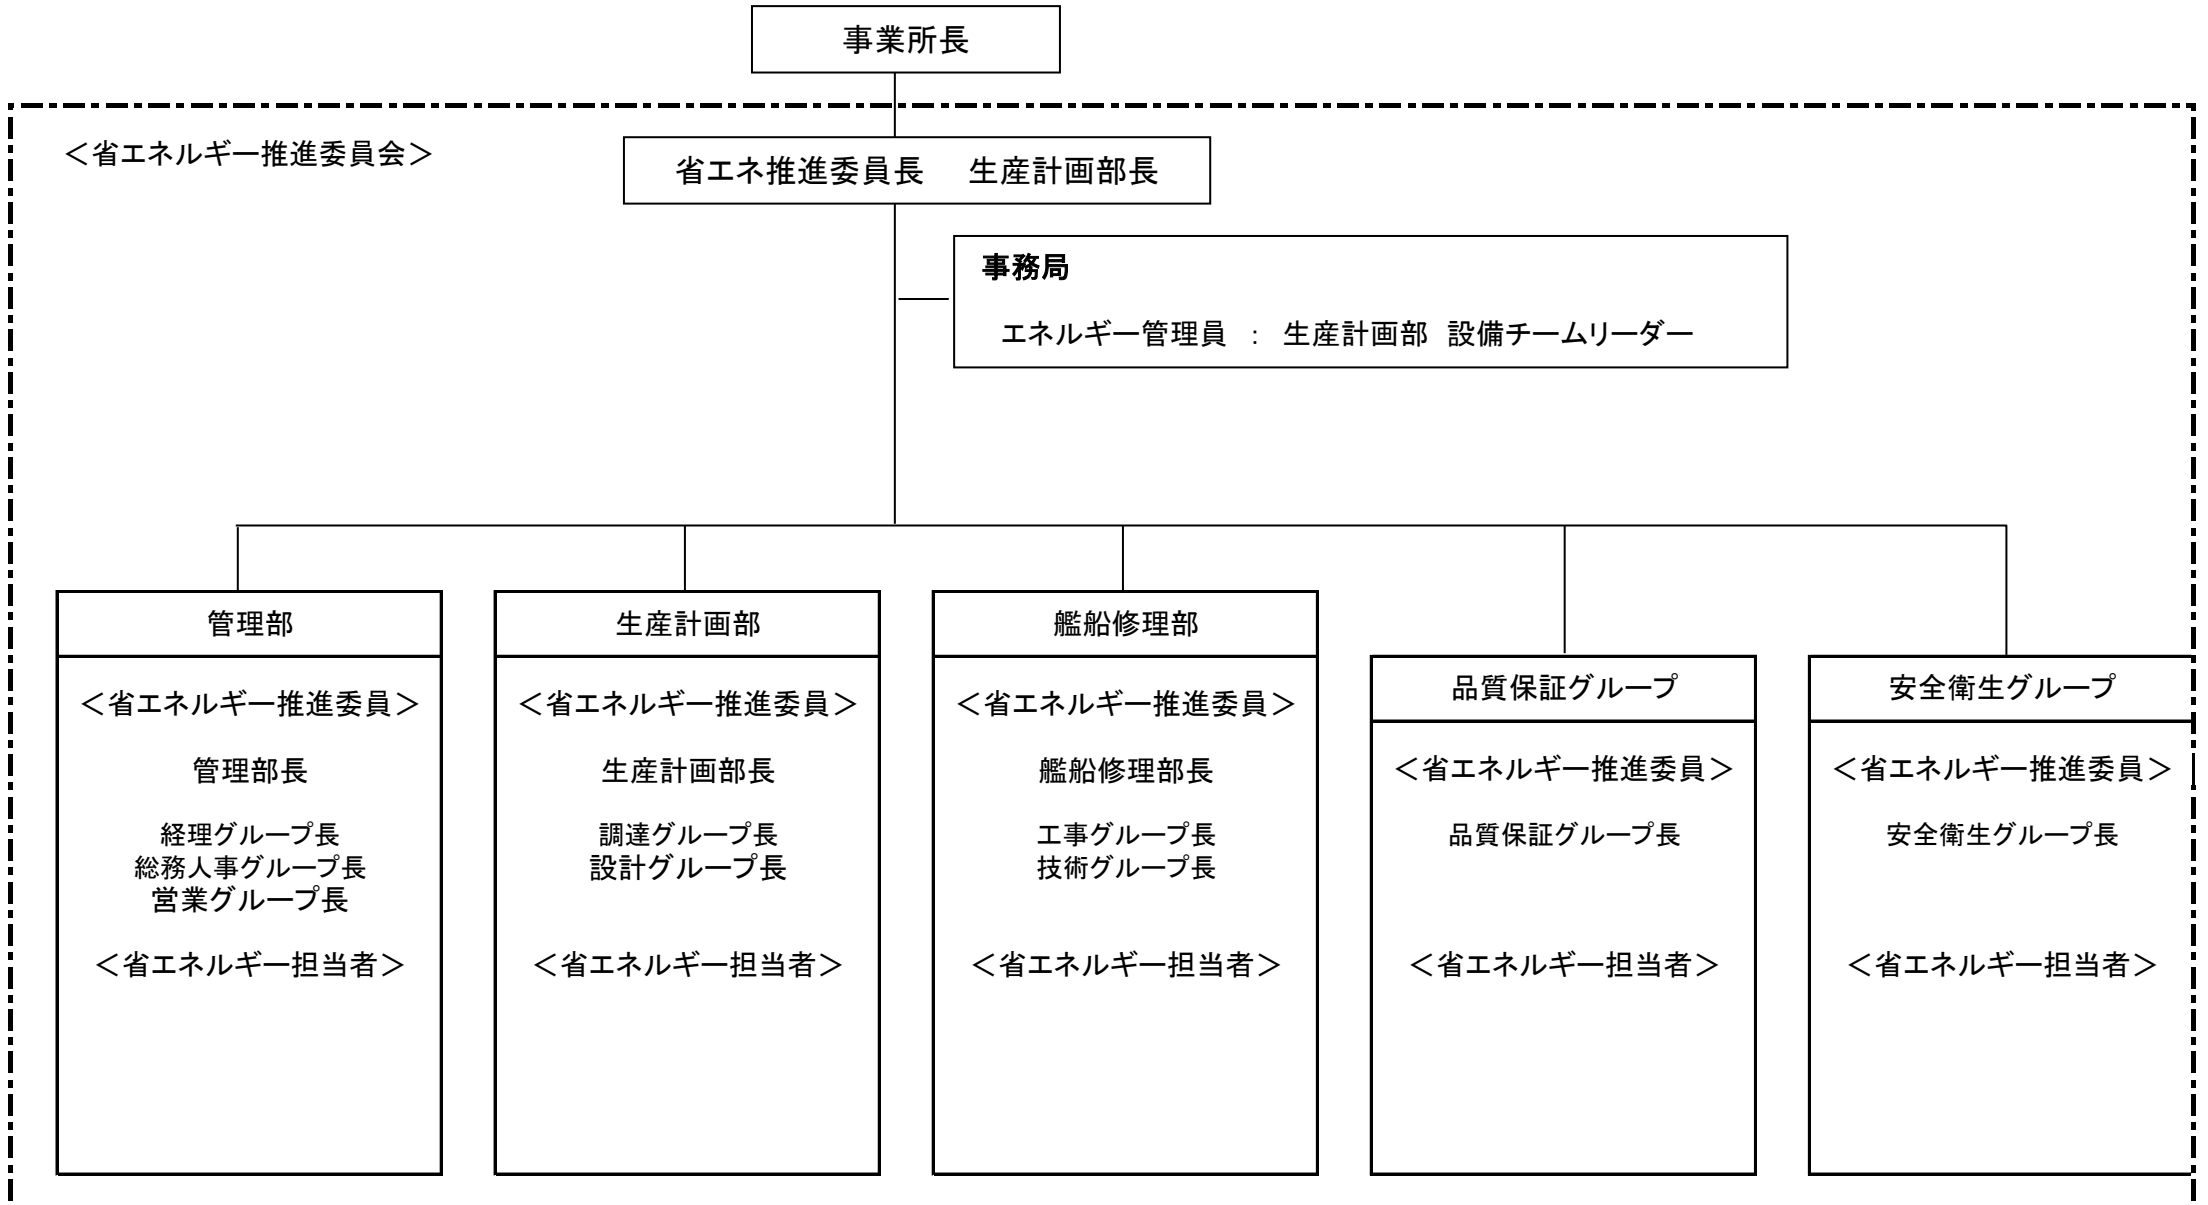 事業所長
＜省エネルギー推進委員会＞
省エネ推進委員長　生産計画部長
事務局
エネルギー管理員 ： 生産計画部 設備チームリーダー
管理部
＜省エネルギー推進委員＞
管理部長
経理グループ長
総務人事グループ長
営業グループ長
＜省エネルギー担当者＞
生産計画部
＜省エネルギー推進委員＞
生産計画部長
調達グループ長
設計グループ長
＜省エネルギー担当者＞
艦船修理部
＜省エネルギー推進委員＞
艦船修理部長
工事グループ長
技術グループ長
＜省エネルギー担当者＞
品質保証グループ
＜省エネルギー推進委員＞
品質保証グループ長
＜省エネルギー担当者＞
安全衛生グループ
＜省エネルギー推進委員＞
安全衛生グループ長
＜省エネルギー担当者＞